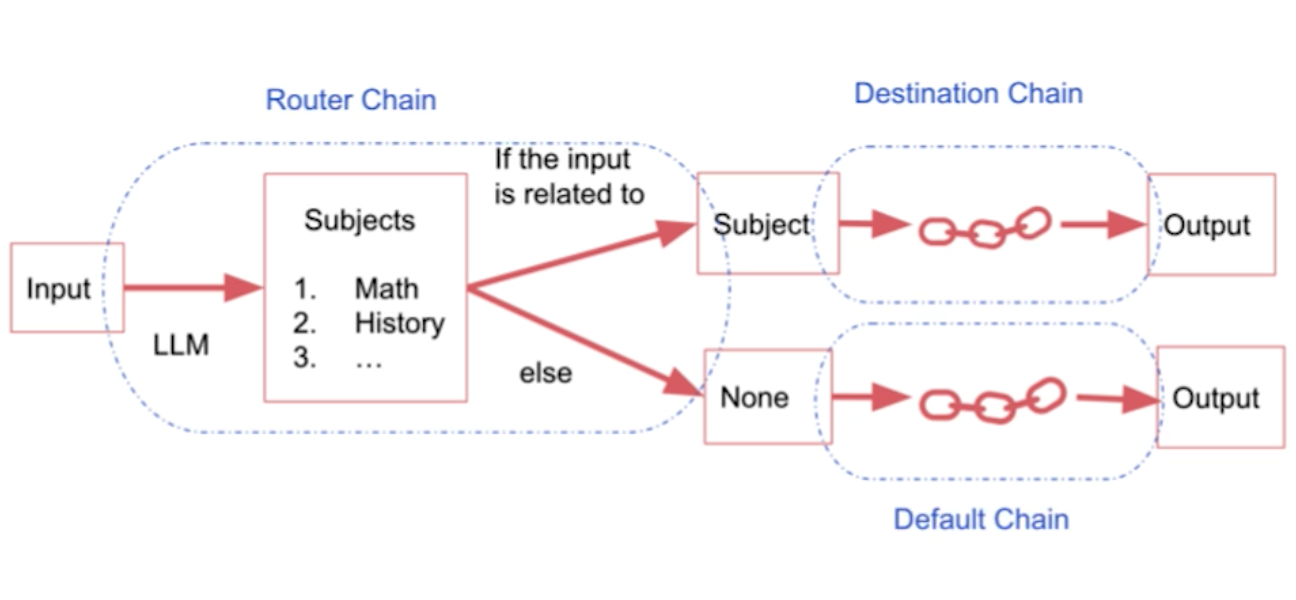 Router Chain
Destination Chain
If the input
is related to
Subjects
1. Math
2. History
3. ...
Input
LLM
else
Subject
Output
None
Output
Default Chain